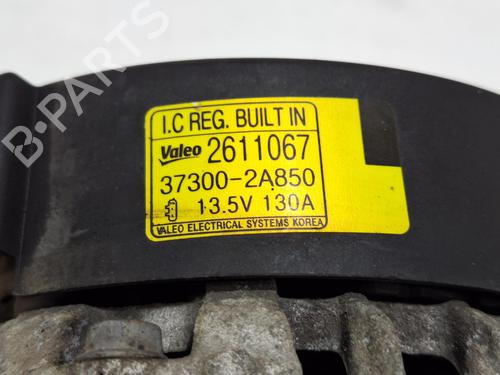 I.C REG. BUILT IN
Valeo 2611067
37300-2A850
13.5V 130A
VALEO ELECTRICAL SYSTEMS KOREA
B-PARTS